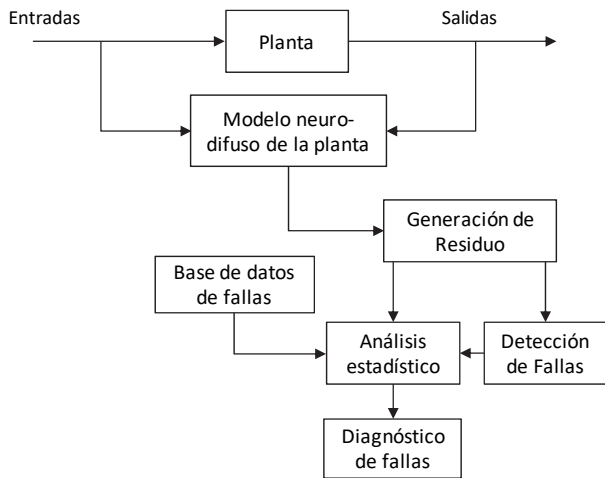 Entradas
Salidas
Planta
Modelo neuro-
difuso de la planta
Generación de
Residuo
Base de datos
de fallas
Análisis
estadístico
Detección
de Fallas
Diagnóstico
de fallas